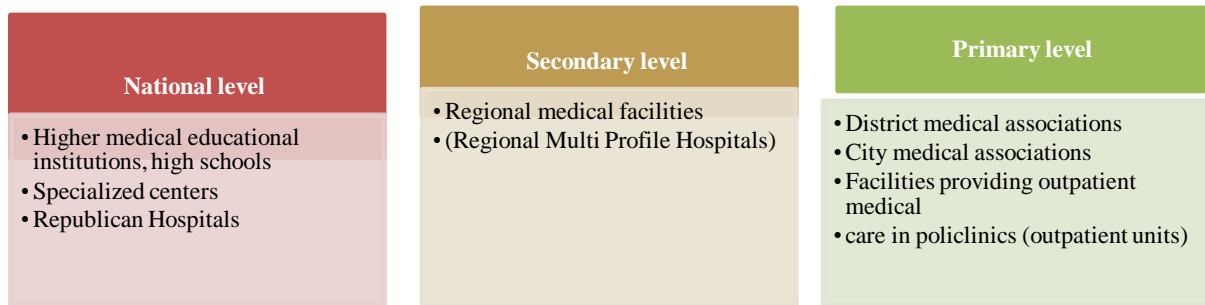 National level
• Higher medical educational
institutions, high schools
• Specialized centers
• Republican Hospitals
Secondary level
• Regional medical facilities
• (Regional Multi Profile Hospitals)
Primary level
• District medical associations
• City medical associations
• Facilities providing outpatient
medical
• care in policlinics (outpatient units)